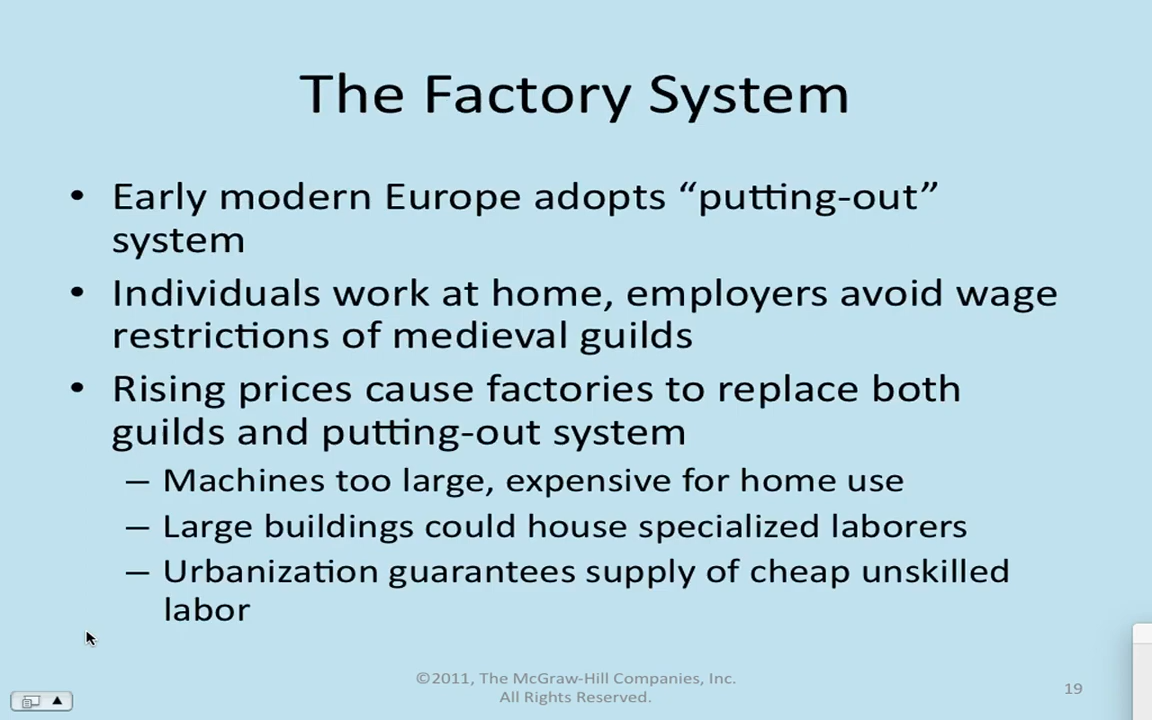 The Factory System
• Early modern Europe adopts “putting-out”
system
• Individuals work at home, employers avoid wage
restrictions of medieval guilds
• Rising prices cause factories to replace both
guilds and putting-out system
– Machines too large, expensive for home use
– Large buildings could house specialized laborers
– Urbanization guarantees supply of cheap unskilled
labor
©2011, The McGraw-Hill Companies, Inc.
All Rights Reserved.
19